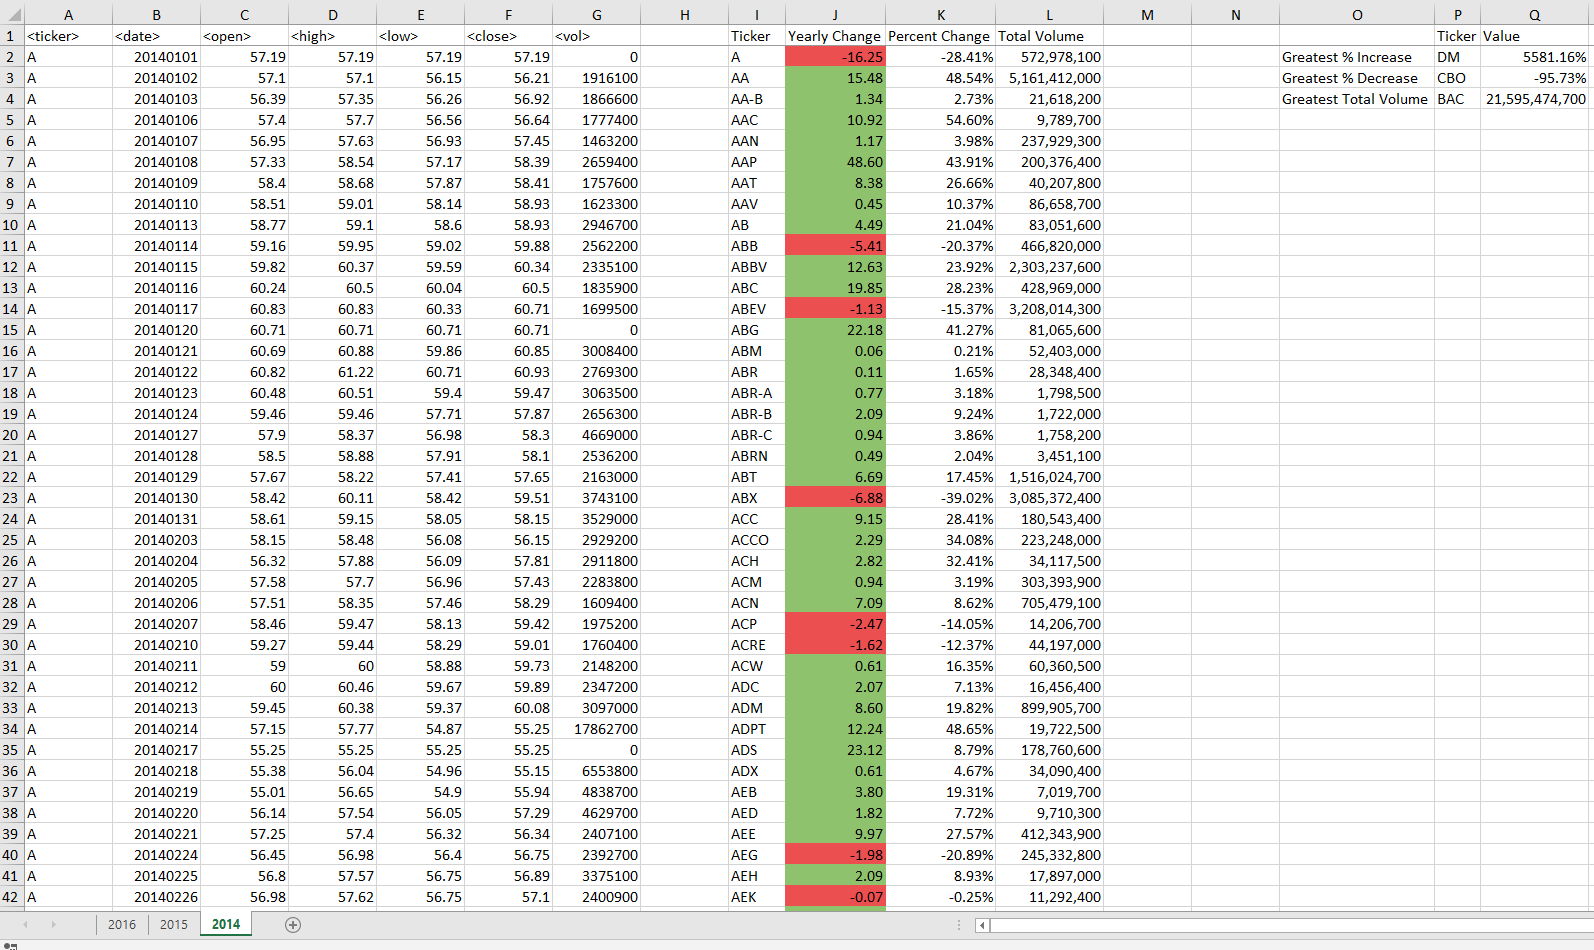 A B C D E F G H I J K L M N O P Q
1 <ticker> <date> <open> <high> <low> <close> <vol> Ticker Yearly Change Percent Change Total Volume Ticker Value
2 A 20140101 57.19 57.19 57.19 57.19 0 A -16.25 -28.41% 572,978,100 Greatest % Increase DM 5581.16%
3 A 20140102 57.1 57.1 56.15 56.21 1916100 AA 15.48 48.54% 5,161,412,000 Greatest % Decrease CBO -95.73%
4 A 20140103 56.39 57.35 56.26 56.92 1866600 AA-B 1.34 2.73% 21,618,200 Greatest Total Volume BAC 21,595,474,700
5 A 20140106 57.4 57.7 56.56 56.64 1777400 AAC 10.92 54.60% 9,789,700
6 A 20140107 56.95 57.63 56.93 57.45 1463200 AAN 1.17 3.98% 237,929,300
7 A 20140108 57.33 58.54 57.17 58.39 2659400 AAP 48.60 43.91% 200,376,400
8 A 20140109 58.4 58.68 57.87 58.41 1757600 AAT 8.38 26.66% 40,207,800
9 A 20140110 58.51 59.01 58.14 58.93 1623300 AAV 0.45 10.37% 86,658,700
10 A 20140113 58.77 59.1 58.6 58.93 2946700 AB 4.49 21.04% 83,051,600
11 A 20140114 59.16 59.95 59.02 59.88 2562200 ABB -5.41 -20.37% 466,820,000
12 A 20140115 59.82 60.37 59.59 60.34 2335100 ABBV 12.63 23.92% 2,303,237,600
13 A 20140116 60.24 60.5 60.04 60.5 1835900 ABC 19.85 28.23% 428,969,000
14 A 20140117 60.83 60.83 60.33 60.71 1699500 ABEV -1.13 -15.37% 3,208,014,300
15 A 20140120 60.71 60.71 60.71 60.71 0 ABG 22.18 41.27% 81,065,600
16 A 20140121 60.69 60.88 59.86 60.85 3008400 ABM 0.06 0.21% 52,403,000
17 A 20140122 60.82 61.22 60.71 60.93 2769300 ABR 0.11 1.65% 28,348,400
18 A 20140123 60.48 60.51 59.4 59.47 3063500 ABR-A 0.77 3.18% 1,798,500
19 A 20140124 59.46 59.46 57.71 57.87 2656300 ABR-B 2.09 9.24% 1,722,000
20 A 20140127 57.9 58.37 56.98 58.3 4669000 ABR-C 0.94 3.86% 1,758,200
21 A 20140128 58.5 58.88 57.91 58.1 2536200 ABRN 0.49 2.04% 3,451,100
22 A 20140129 57.67 58.22 57.41 57.65 2163000 ABT 6.69 17.45% 1,516,024,700
23 A 20140130 58.42 60.11 58.42 59.51 3743100 ABX -6.88 -39.02% 3,085,372,400
24 A 20140131 58.61 59.15 58.05 58.15 3529000 ACC 9.15 28.41% 180,543,400
25 A 20140203 58.15 58.48 56.08 56.15 2929200 ACCO 2.29 34.08% 223,248,000
26 A 20140204 56.32 57.88 56.09 57.81 2911800 ACH 2.82 32.41% 34,117,500
27 A 20140205 57.58 57.7 56.96 57.43 2283800 ACM 0.94 3.19% 303,393,900
28 A 20140206 57.51 58.35 57.46 58.29 1609400 ACN 7.09 8.62% 705,479,100
29 A 20140207 58.46 59.47 58.13 59.42 1975200 ACP -2.47 -14.05% 14,206,700
30 A 20140210 59.27 59.44 58.29 59.01 1760400 ACRE -1.62 -12.37% 44,197,000
31 A 20140211 59 60 58.88 59.73 2148200 ACW 0.61 16.35% 60,360,500
32 A 20140212 60 60.46 59.67 59.89 2347200 ADC 2.07 7.13% 16,456,400
33 A 20140213 59.45 60.38 59.37 60.08 3097000 ADM 8.60 19.82% 899,905,700
34 A 20140214 57.15 57.77 54.87 55.25 17862700 ADPT 12.24 48.65% 19,722,500
35 A 20140217 55.25 55.25 55.25 55.25 0 ADS 23.12 8.79% 178,760,600
36 A 20140218 55.38 56.04 54.96 55.15 6553800 ADX 0.61 4.67% 34,090,400
37 A 20140219 55.01 56.65 54.9 55.94 4838700 AEB 3.80 19.31% 7,019,700
38 A 20140220 56.14 57.54 56.05 57.29 4629700 AED 1.82 7.72% 9,710,300
39 A 20140221 57.25 57.4 56.32 56.34 2407100 AEE 9.97 27.57% 412,343,900
40 A 20140224 56.45 56.98 56.4 56.75 2392700 AEG -1.98 -20.89% 245,332,800
41 A 20140225 56.8 57.57 56.75 56.89 3375100 AEH 2.09 8.93% 17,897,000
42 A 20140226 56.98 57.62 56.75 57.1 2400900 AEK -0.07 -0.25% 11,292,400
2016 2015 2014